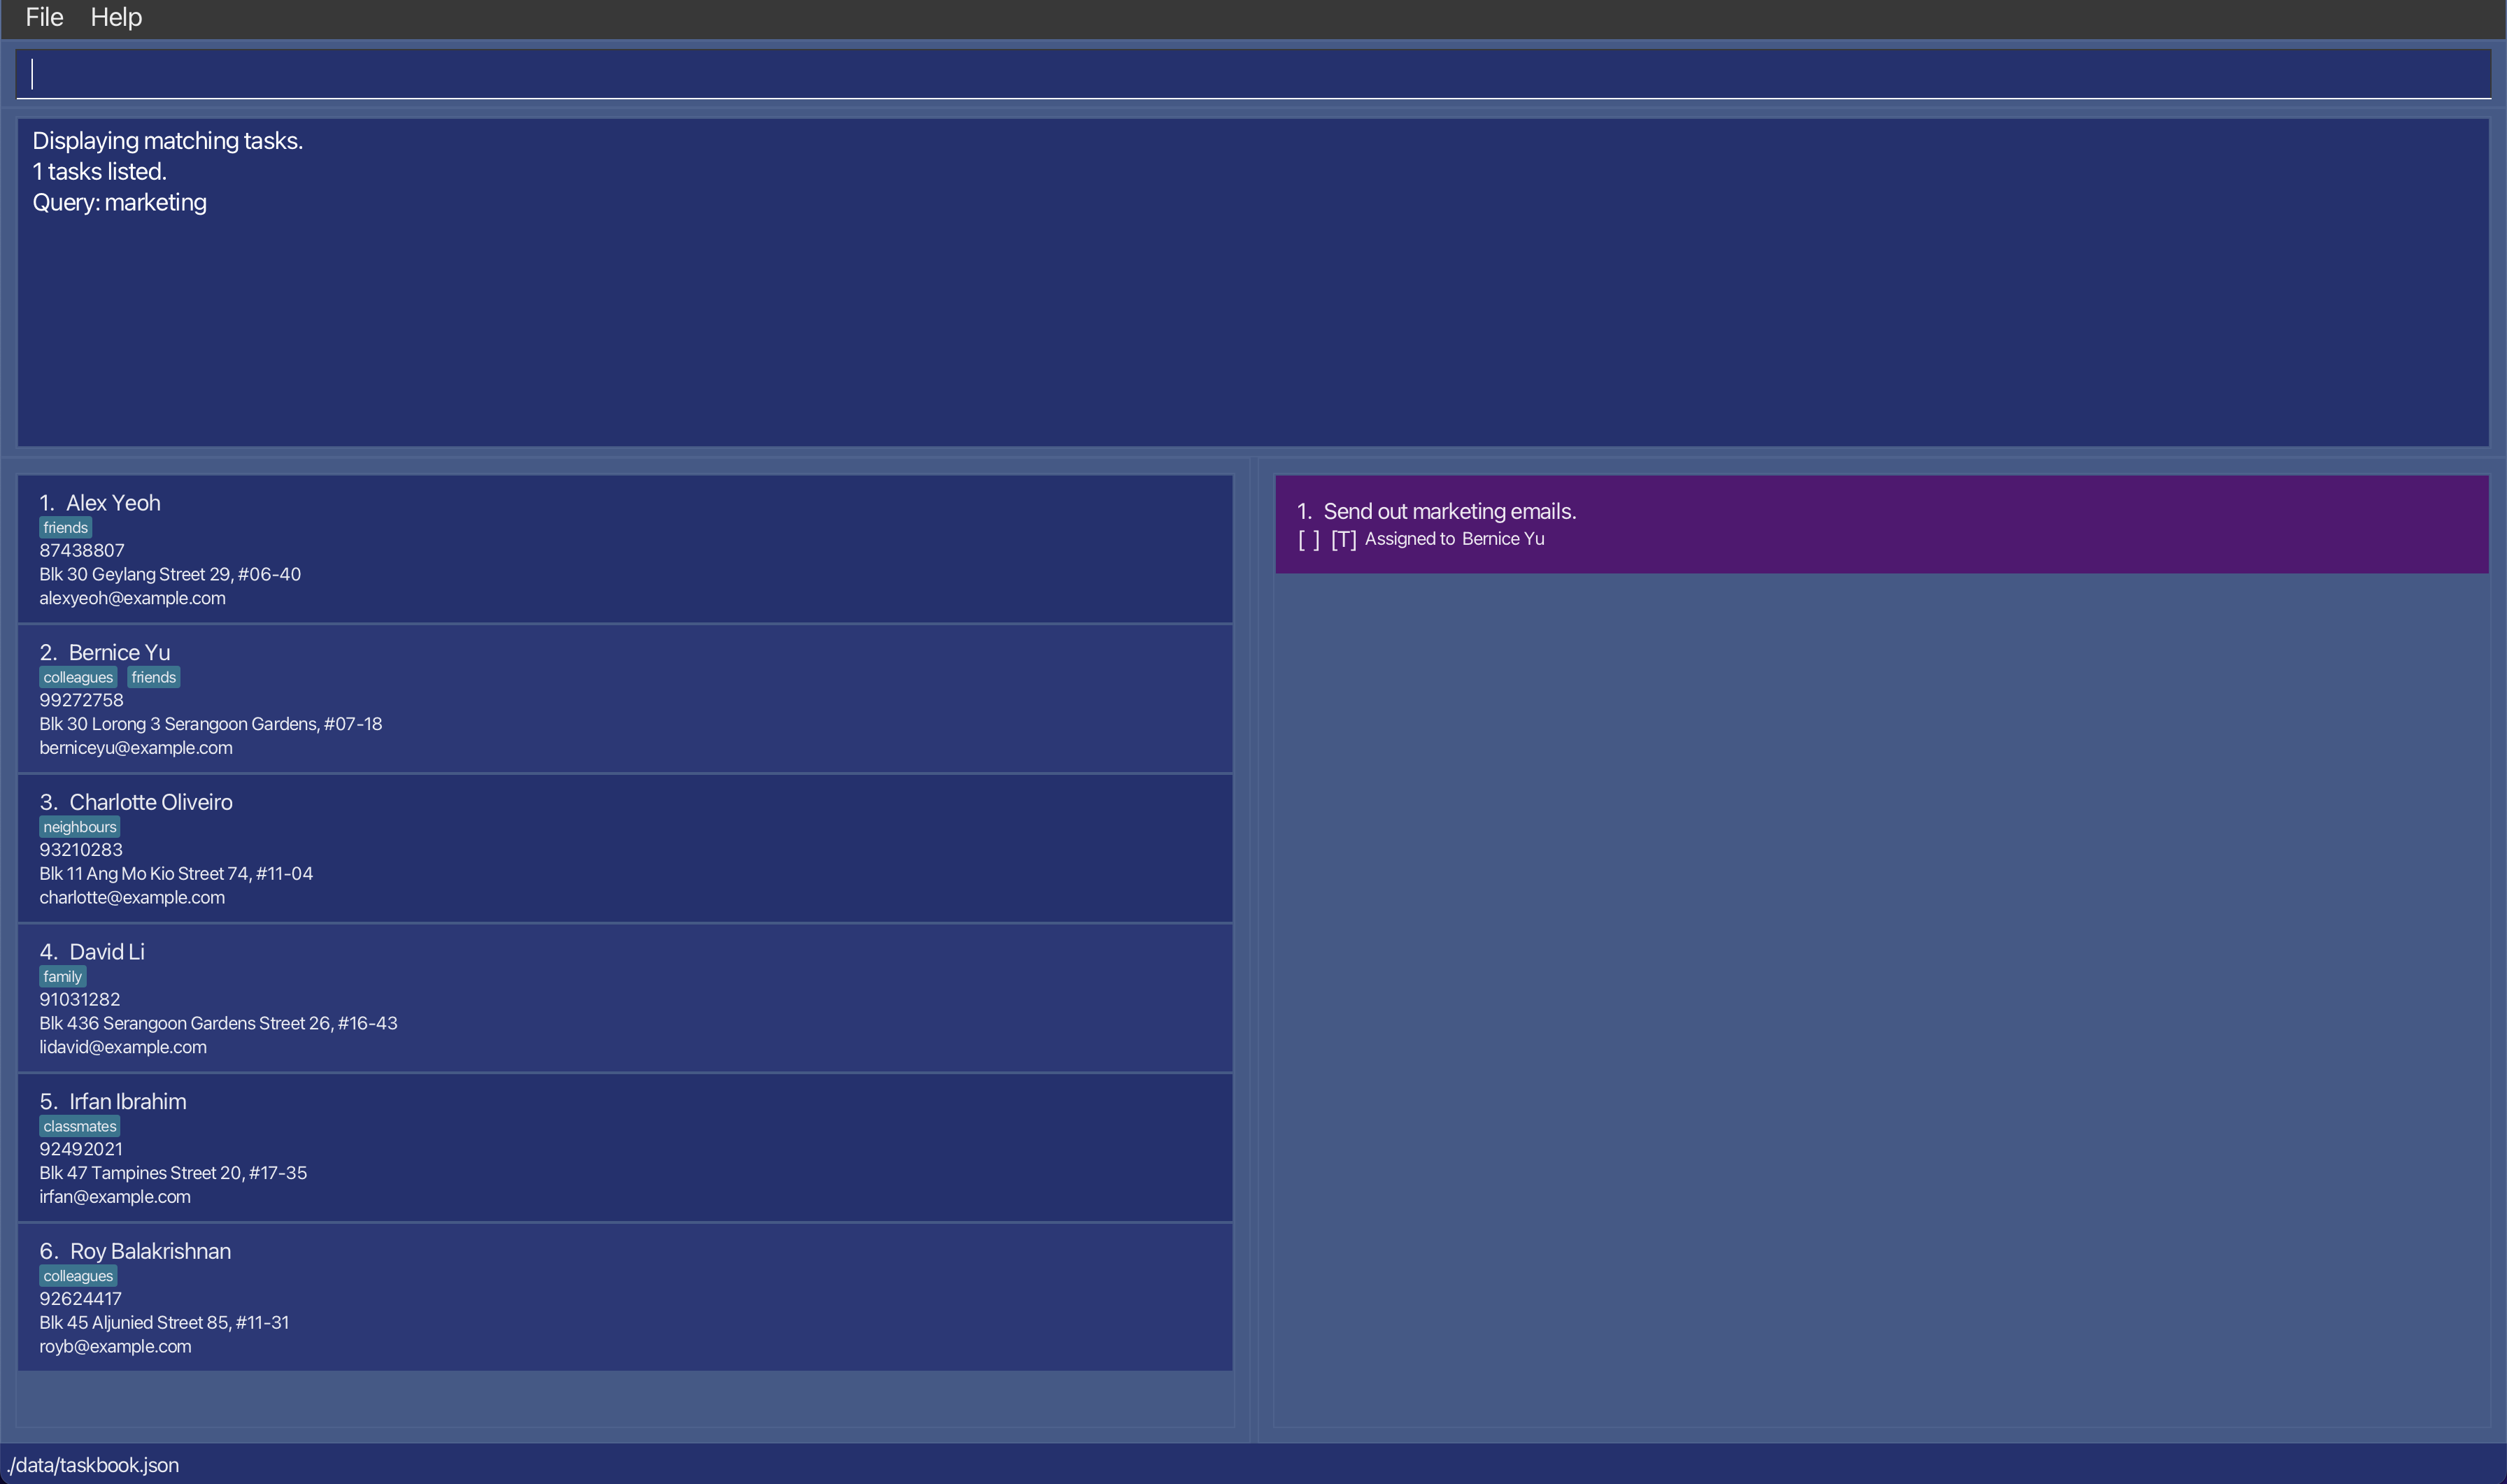 File Help
Displaying matching tasks.
1 tasks listed.
Query: marketing
1. Alex Yeoh
friends
87438807
Blk 30 Geylang Street 29, #06-40
alexyeoh@example.com
2. Bernice Yu
colleagues friends
99272758
Blk 30 Lorong 3 Serangoon Gardens, #07-18
berniceyu@example.com
3. Charlotte Oliveiro
neighbours
93210283
Blk 11 Ang Mo Kio Street 74, #11-04
charlotte@example.com
4. David Li
family
91031282
Blk 436 Serangoon Gardens Street 26, #16-43
lidavid@example.com
5. Irfan Ibrahim
classmates
92492021
Blk 47 Tampines Street 20, #17-35
irfan@example.com
6. Roy Balakrishnan
colleagues
92624417
Blk 45 Aljunied Street 85, #11-31
royb@example.com
1. Send out marketing emails.
[ ] [T] Assigned to Bernice Yu
./data/taskbook.json